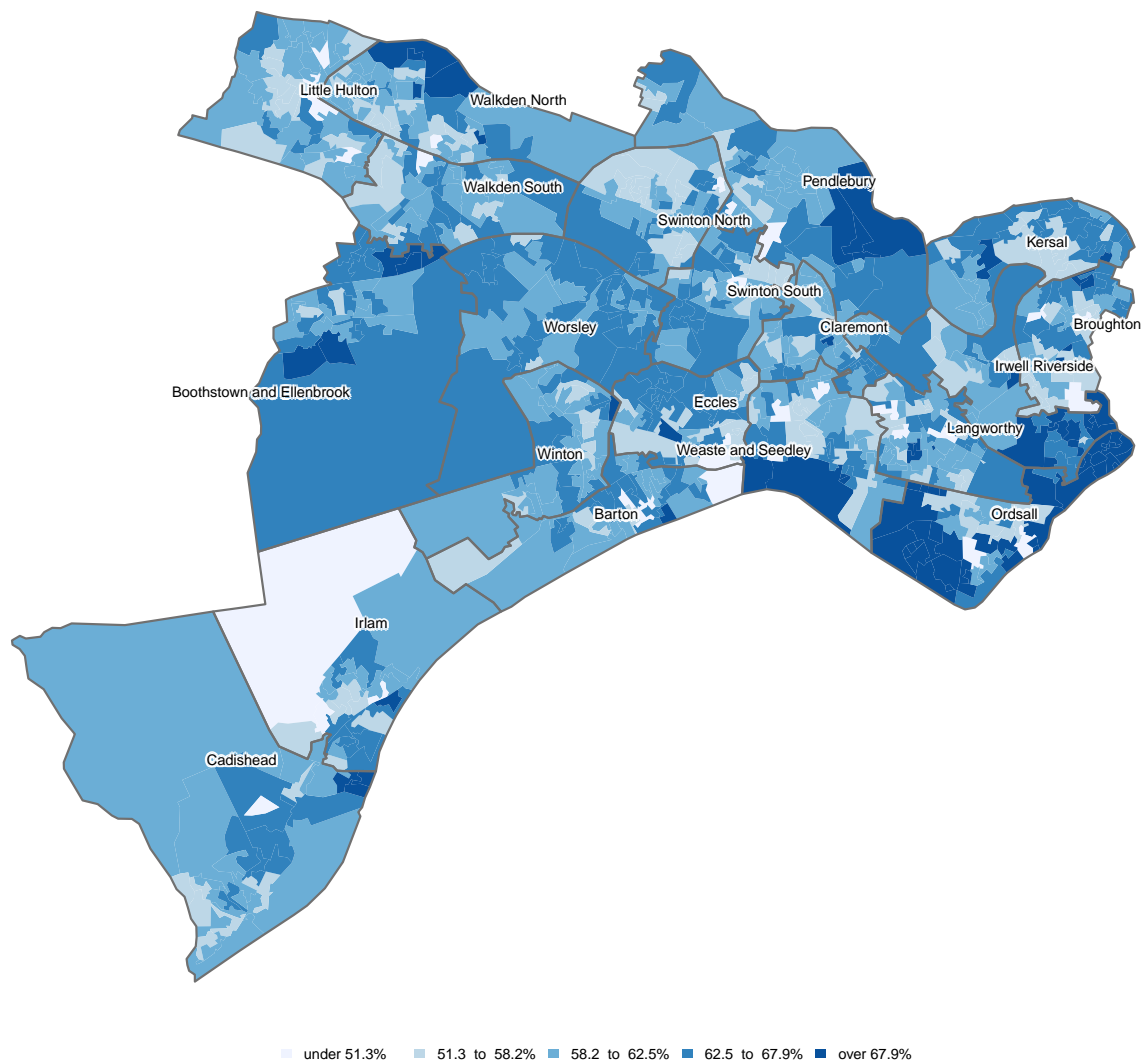 Little Hulton
Walkden North
Walkden South
Pendlebury
Swinton North
Kersal
Swinton South
Worsley
Claremont
Broughton
Irwell Riverside
Boothstown and Ellenbrook
Eccles
Langworthy
Winton
Weaste and Seedley
Barton
Ordsall
Irlam
Cadishead
under 51.3% 51.3 to 58.2% 58.2 to 62.5% 62.5 to 67.9% over 67.9%